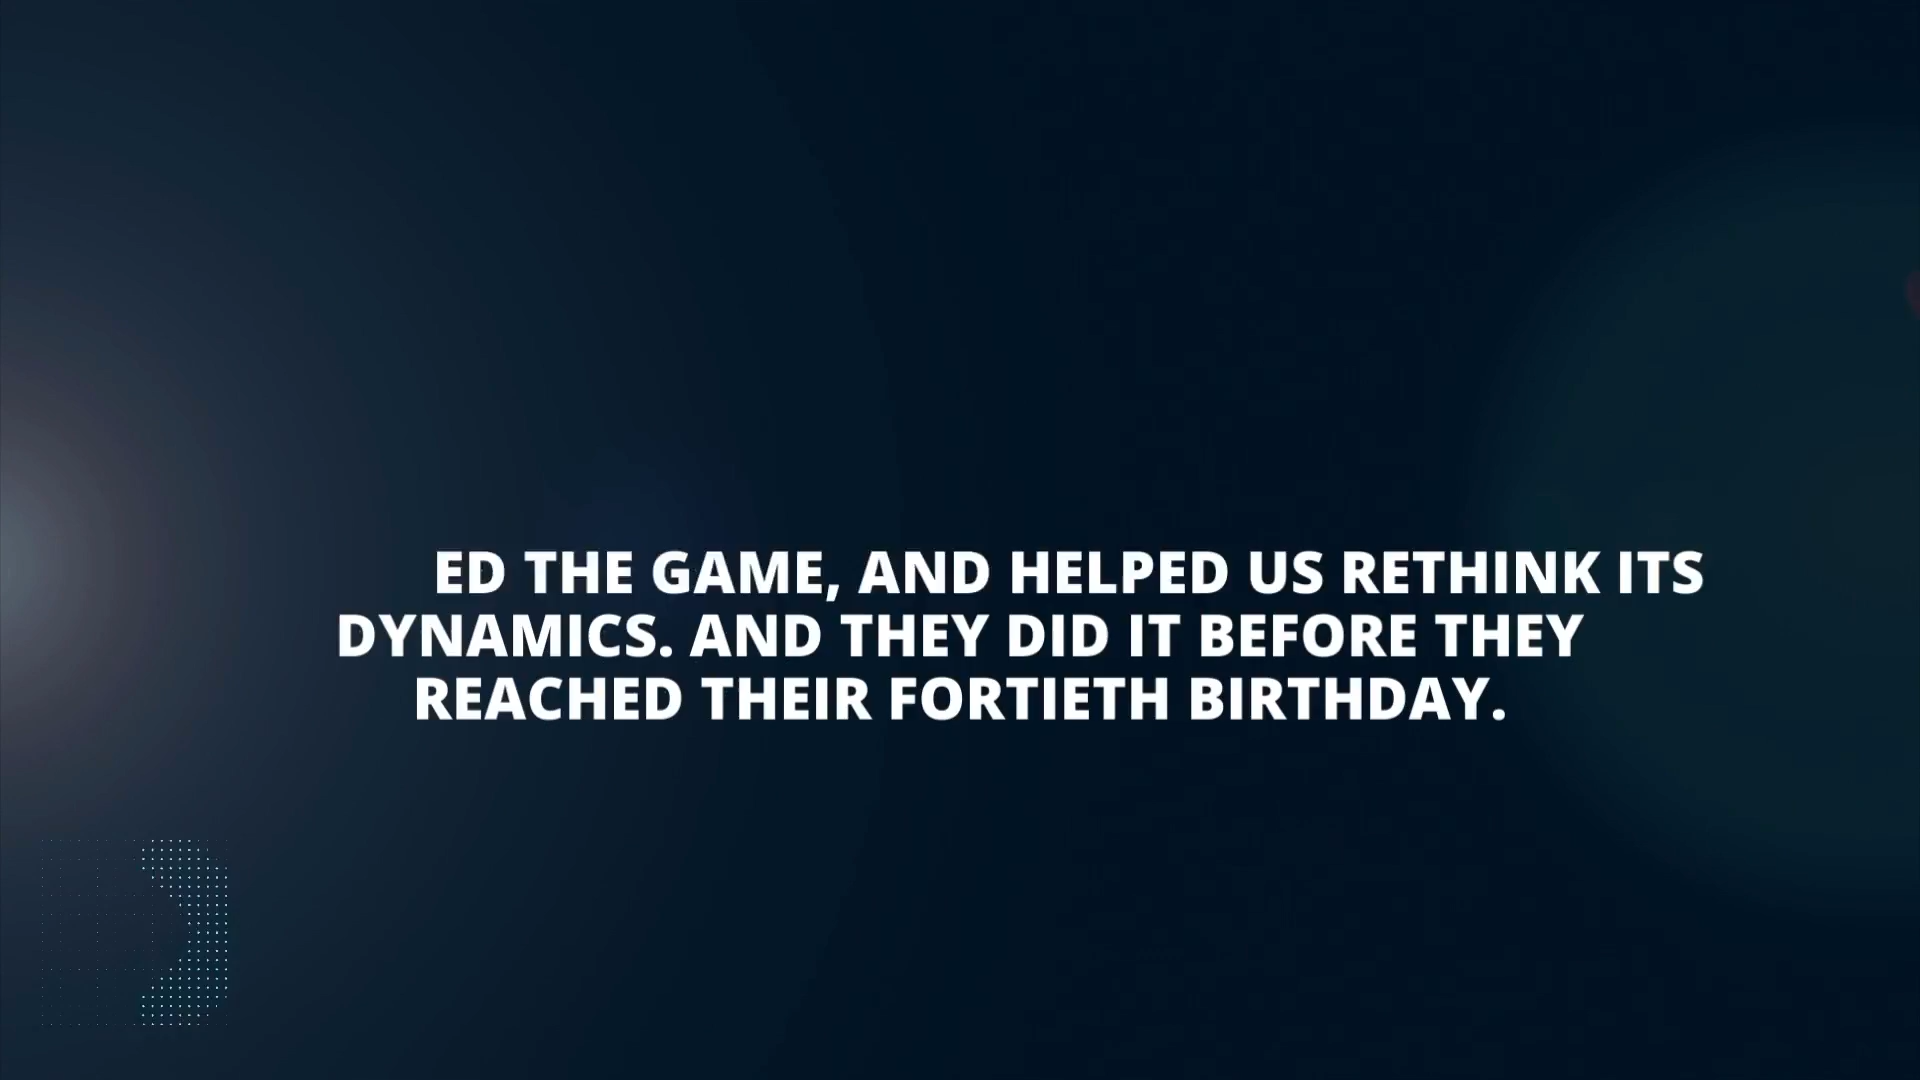 ED THE GAME, AND HELPED US RETHINK ITS
DYNAMICS. AND THEY DID IT BEFORE THEY
REACHED THEIR FORTIETH BIRTHDAY.